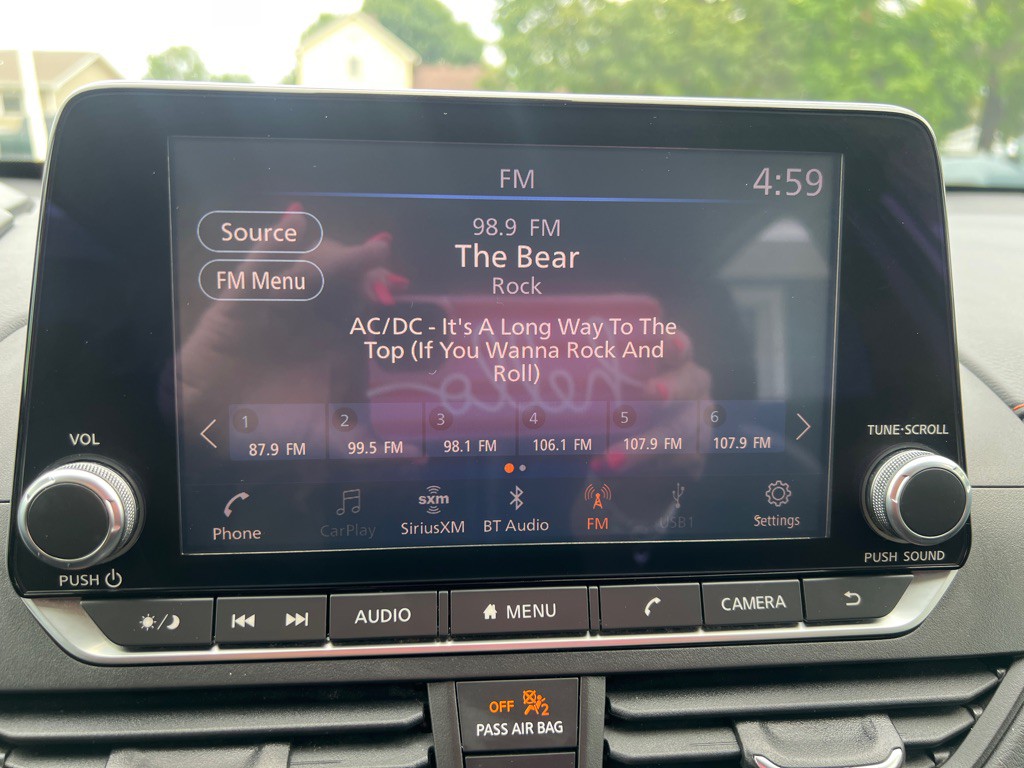 FM
4:59
Source
98.9 FM
The Bear
FM Menu
Rock
AC/DC - It's A Long Way To The
Top (If You Wanna Rock And
Roll)
hello
1 2 3 4 5 6
87.9 FM 99.5 FM 98.1 FM 106.1 FM 107.9 FM 107.9 FM
VOL
TUNE·SCROLL
sxm
Phone CarPlay SiriusXM BT Audio FM USB1 Settings
PUSH
PUSH SOUND
AUDIO MENU CAMERA
OFF 2
PASS AIR BAG